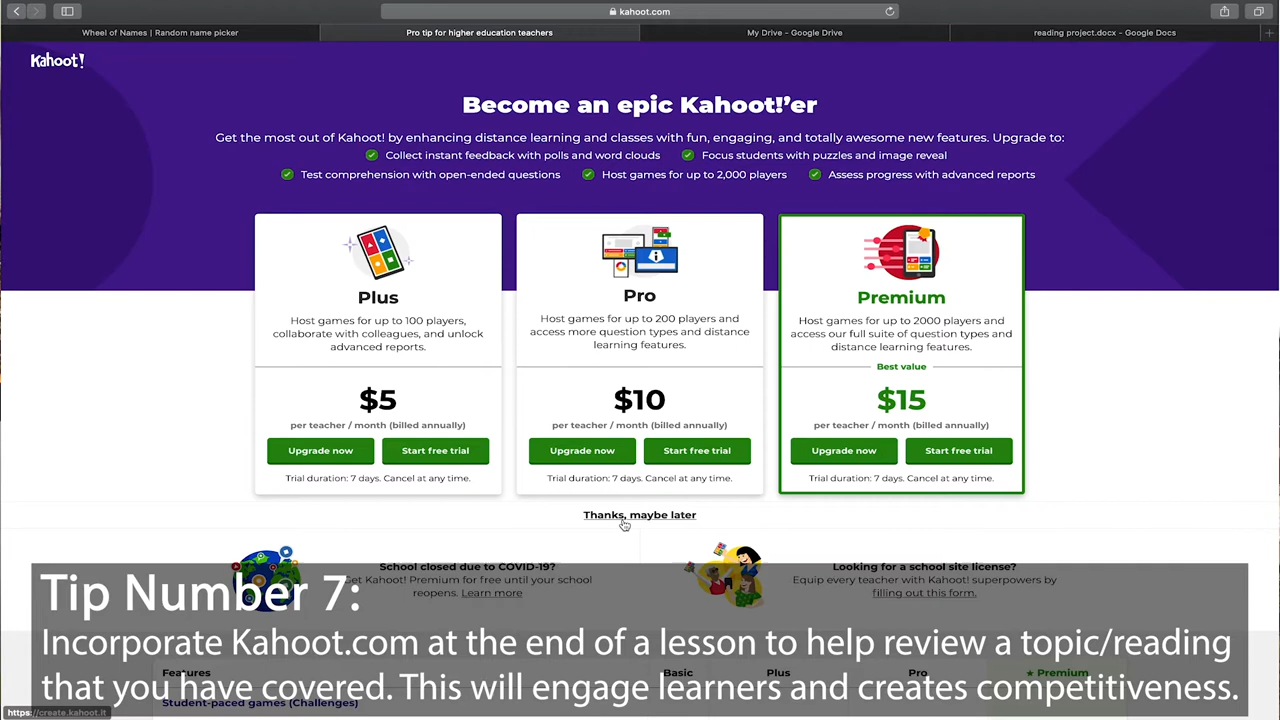 kahoot.com
Wheel of Names | Random name picker
Pro tip for higher education teachers
My Drive – Google Drive
reading project.docx - Google Docs
Kahoot!
Become an epic Kahoot!'er
Get the most out of Kahoot! by enhancing distance learning and classes with fun, engaging, and totally awesome new features. Upgrade to:
Collect instant feedback with polls and word clouds
Focus students with puzzles and image reveal
Test comprehension with open-ended questions
Host games for up to 2,000 players
Assess progress with advanced reports
Plus
Host games for up to 100 players,
collaborate with colleagues, and unlock
advanced reports.
$5
per teacher / month (billed annually)
Upgrade now
Start free trial
Trial duration: 7 days. Cancel at any time.
Pro
Host games for up to 200 players and
access more question types and distance
learning features.
$10
per teacher / month (billed annually)
Upgrade now
Start free trial
Trial duration: 7 days. Cancel at any time.
Premium
Host games for up to 2000 players and
access our full suite of question types and
distance learning features.
Best value
$15
per teacher / month (billed annually)
Upgrade now
Start free trial
Trial duration: 7 days. Cancel at any time.
Thanks, maybe later
School closed due to COVID-19?
Get Kahoot! Premium for free until your school
reopens. Learn more
Looking for a school site license?
Equip every teacher with Kahoot! superpowers by
filling out this form.
Tip Number 7:
Incorporate Kahoot.com at the end of a lesson to help review a topic/reading
that you have covered. This will engage learners and creates competitiveness.
Features
Basic
Plus
Pro
★ Premium
Student-paced games (Challenges)
https://create.kahoot.it